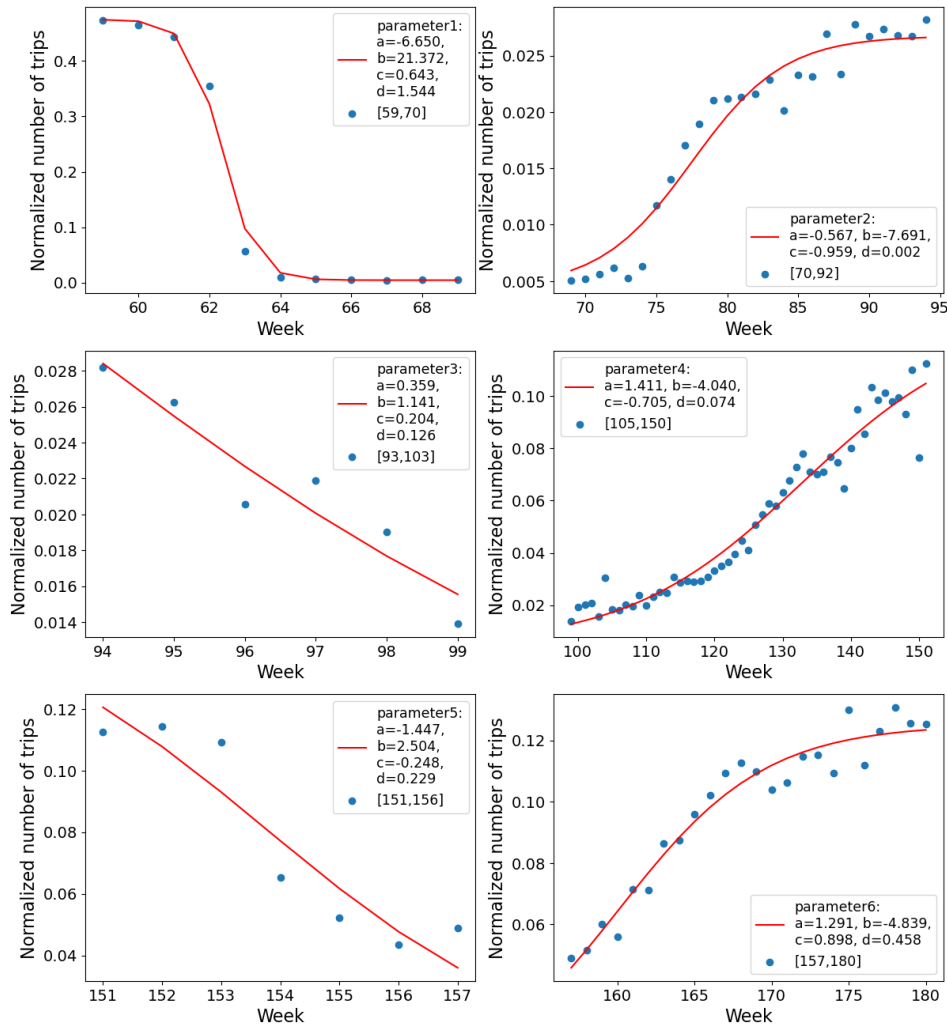 Normalized number of trips
0.4
0.3
0.2
0.1
0.0
60
62
64
66
68
Week
parameter1:
a=-6.650,
b=21.372,
c=0.643,
d=1.544
[59,70]
Normalized number of trips
0.025
0.020
0.015
0.010
0.005
70
75
80
85
90
95
Week
parameter2:
a=-0.567, b=-7.691,
c=-0.959, d=0.002
[70,92]
Normalized number of trips
0.028
0.026
0.024
0.022
0.020
0.018
0.016
0.014
94
95
96
97
98
99
Week
parameter3:
a=0.359,
b=1.141,
c=0.204,
d=0.126
[93,103]
Normalized number of trips
0.10
0.08
0.06
0.04
0.02
100
110
120
130
140
150
Week
parameter4:
a=1.411, b=-4.040,
c=-0.705, d=0.074
[105,150]
Normalized number of trips
0.12
0.10
0.08
0.06
0.04
151
152
153
154
155
156
157
Week
parameter5:
a=-1.447,
b=2.504,
c=-0.248,
d=0.229
[151,156]
Normalized number of trips
0.12
0.10
0.08
0.06
160
165
170
175
180
Week
parameter6:
a=1.291, b=-4.839,
c=0.898, d=0.458
[157,180]